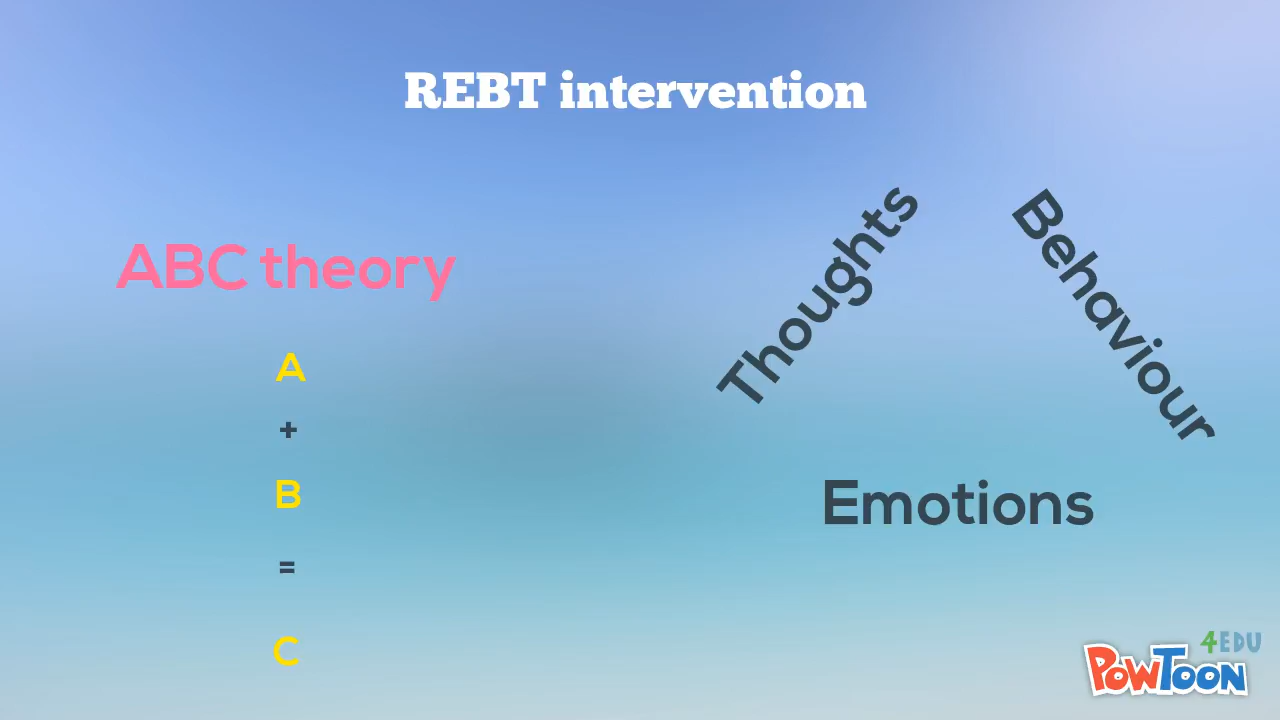 REBT intervention
ABC theory
A
+
B
=
C
Thoughts
Behaviour
Emotions
4EDU
POWTOON